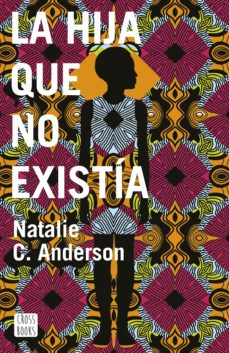 LA HIJA
QUE
NO
EXISTÍA
Natalie
C. Anderson
CROSS
BOOKS